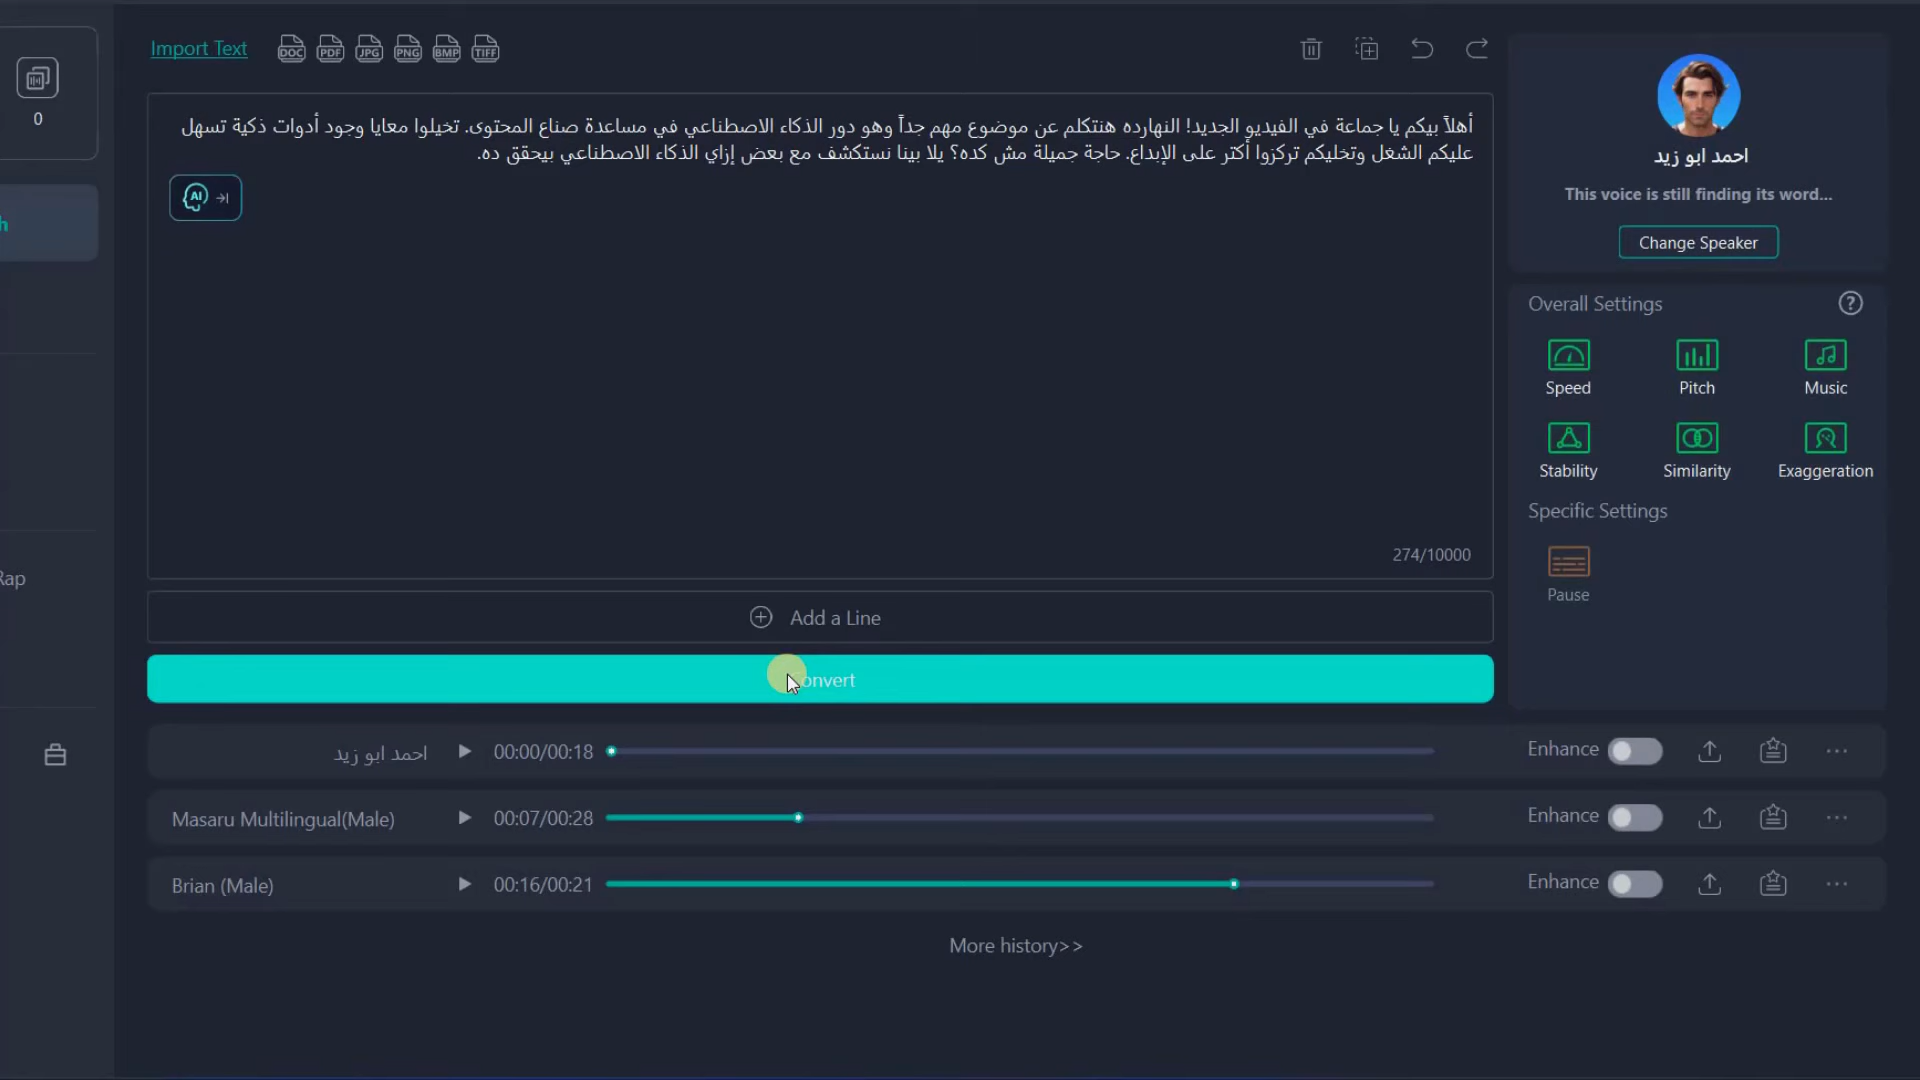 Import Text
DOC PDF JPG PNG BMP TIFF
0
أهلاً بيكم يا جماعة في الفيديو الجديد! النهارده هنتكلم عن موضوع مهم جداً وهو دور الذكاء الاصطناعي في مساعدة صناع المحتوى. تخيلوا معايا وجود أدوات ذكية تسهل
عليكم الشغل وتخليكم تركزوا أكتر على الإبداع. حاجة جميلة مش كده؟ يلا بينا نستكشف مع بعض إزاي الذكاء الاصطناعي بيحقق ده.
AI
274/10000
Add a Line
onvert
احمد ابو زيد
This voice is still finding its word...
Change Speaker
Overall Settings
Speed
Pitch
Music
Stability
Similarity
Exaggeration
Specific Settings
Pause
h
Rap
احمد ابو زيد 00:00/00:18 Enhance
Masaru Multilingual(Male) 00:07/00:28 Enhance
Brian (Male) 00:16/00:21 Enhance
More history>>